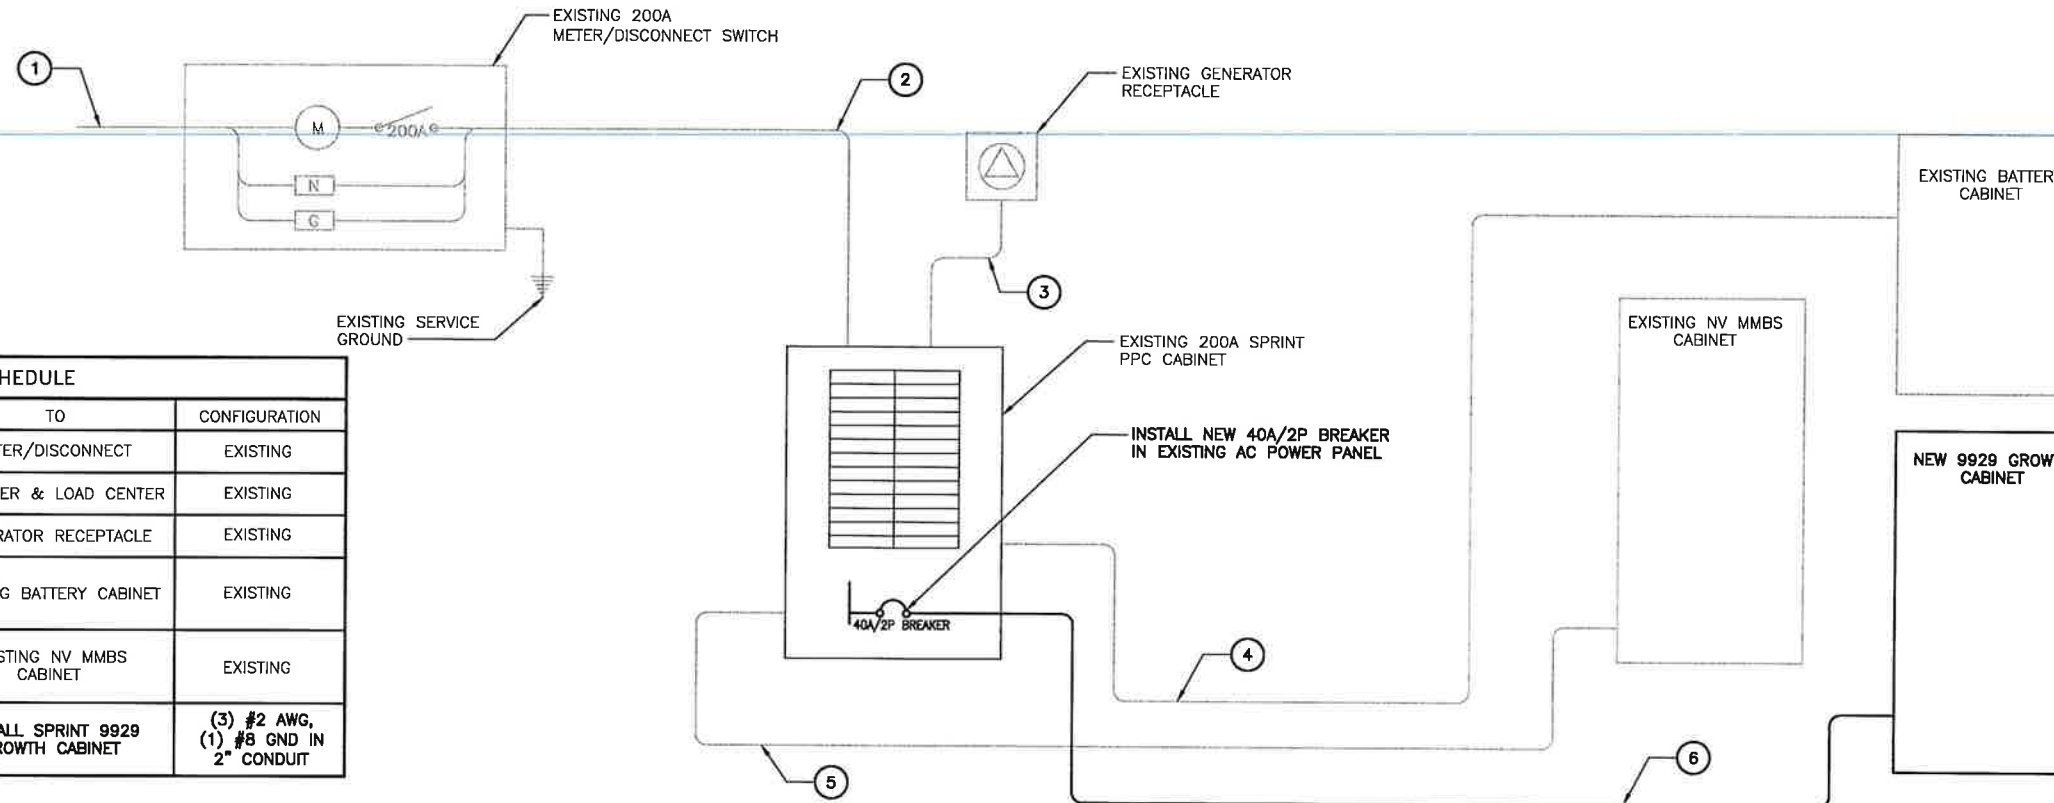 EXISTING 200A
METER/DISCONNECT SWITCH
1
2
EXISTING GENERATOR
RECEPTACLE
M
200A
N
G
EXISTING BATTER
CABINET
3
EXISTING SERVICE
GROUND
EXISTING NV MMBS
CABINET
EXISTING 200A SPRINT
PPC CABINET
INSTALL NEW 40A/2P BREAKER
IN EXISTING AC POWER PANEL
NEW 9929 GROW
CABINET
40A/2P BREAKER
4
5
6
HEDULE
TO
CONFIGURATION
TER/DISCONNECT
EXISTING
ER & LOAD CENTER
EXISTING
RATOR RECEPTACLE
EXISTING
G BATTERY CABINET
EXISTING
STING NV MMBS
CABINET
EXISTING
ALL SPRINT 9929
ROWTH CABINET
(3) #2 AWG,
(1) #8 GND IN
2" CONDUIT